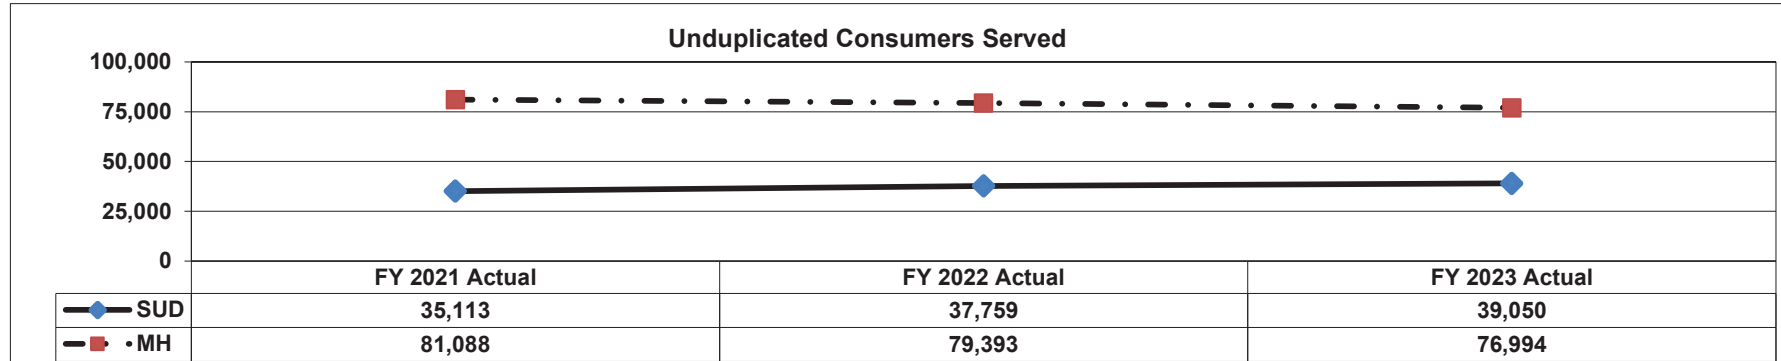 Unduplicated Consumers Served
100,000
75,000
50,000
25,000
0
FY 2021 Actual FY 2022 Actual FY 2023 Actual
SUD 35,113 37,759 39,050
MH 81,088 79,393 76,994